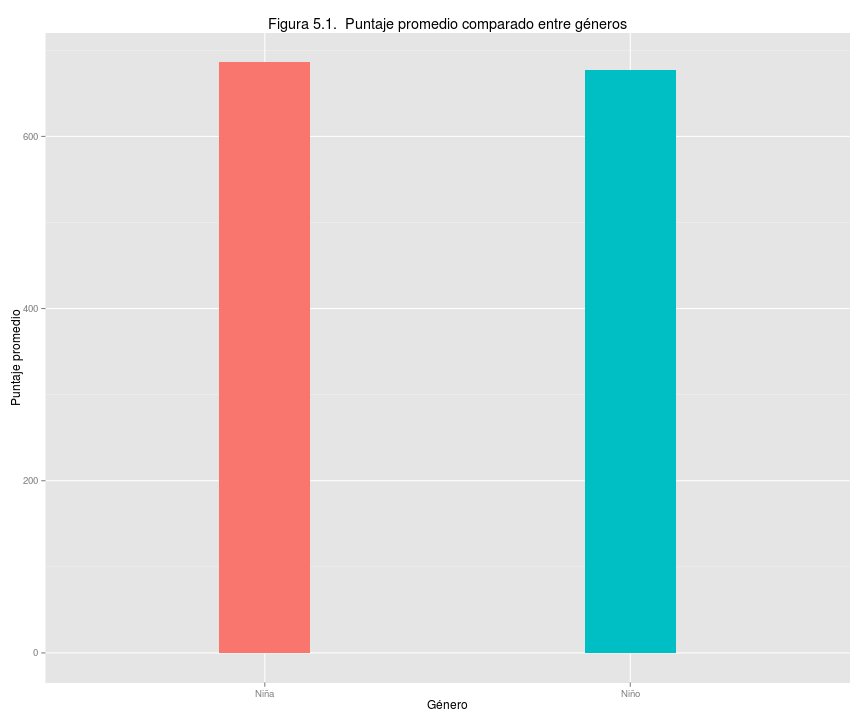 Figura 5.1.  Puntaje promedio comparado entre géneros
Puntaje promedio
600
400
200
0
Niña
Niño
Género